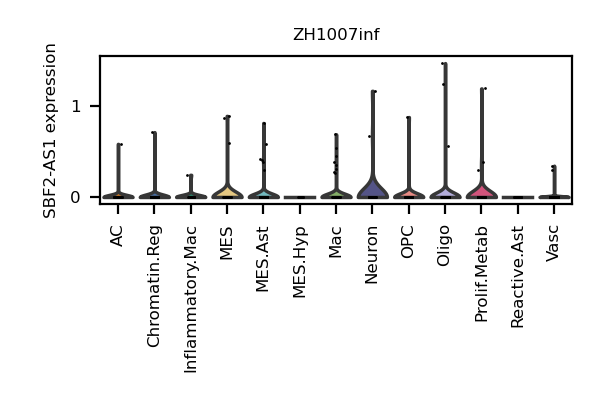 ZH1007inf
SBF2-AS1 expression
1
0
AC
Chromatin.Reg
Inflammatory.Mac
MES
MES.Ast
MES.Hyp
Mac
Neuron
OPC
Oligo
Prolif.Metab
Reactive.Ast
Vasc